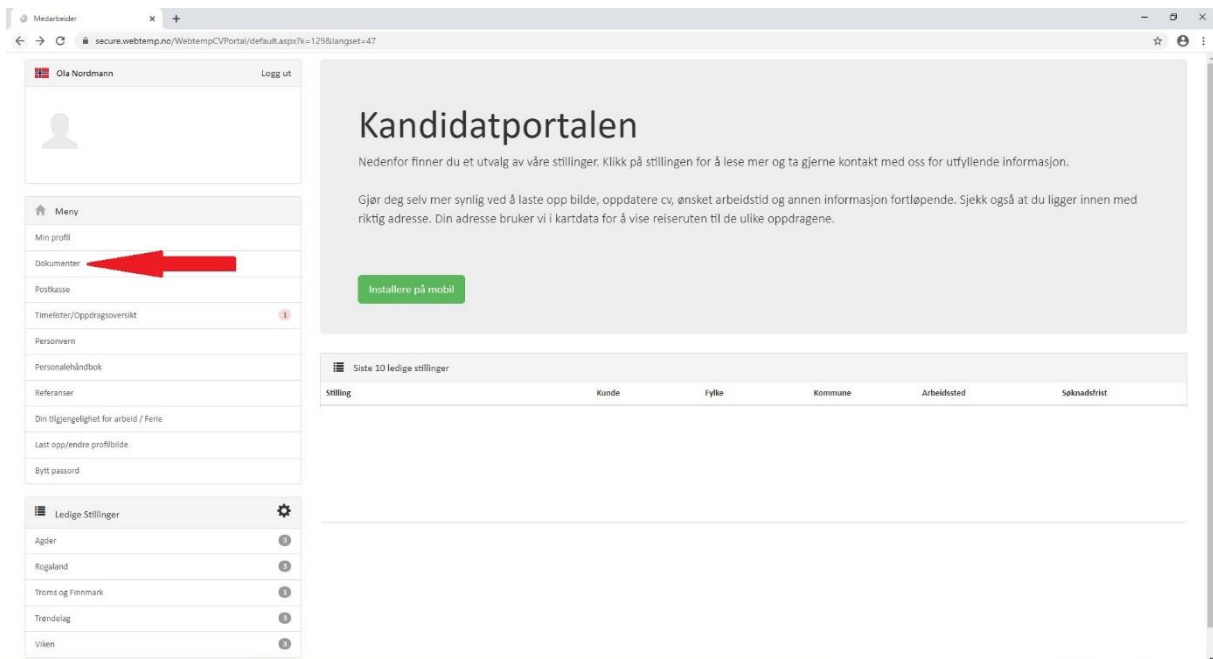 Medarbeider
secure.webtemp.no/WebtempCVPortal/default.aspx?k=129&langset=47
Ola Nordmann Logg ut
Meny
Min profil
Dokumenter
Postkasse
Timelister/Oppdragsoversikt 1
Personvern
Personalehåndbok
Referanser
Din tilgjengelighet for arbeid / Ferie
Last opp/endre profilbilde
Bytt passord
Ledige Stillinger
Agder 3
Rogaland 3
Troms og Finnmark 1
Trøndelag 3
Viken 3
Kandidatportalen
Nedenfor finner du et utvalg av våre stillinger. Klikk på stillingen for å lese mer og ta gjerne kontakt med oss for utfyllende informasjon.
Gjør deg selv mer synlig ved å laste opp bilde, oppdatere cv, ønsket arbeidstid og annen informasjon fortløpende. Sjekk også at du ligger innen med
riktig adresse. Din adresse bruker vi i kartdata for å vise reiseruten til de ulike oppdragene.
Installere på mobil
Siste 10 ledige stillinger
Stilling Kunde Fylke Kommune Arbeidssted Søknadsfrist